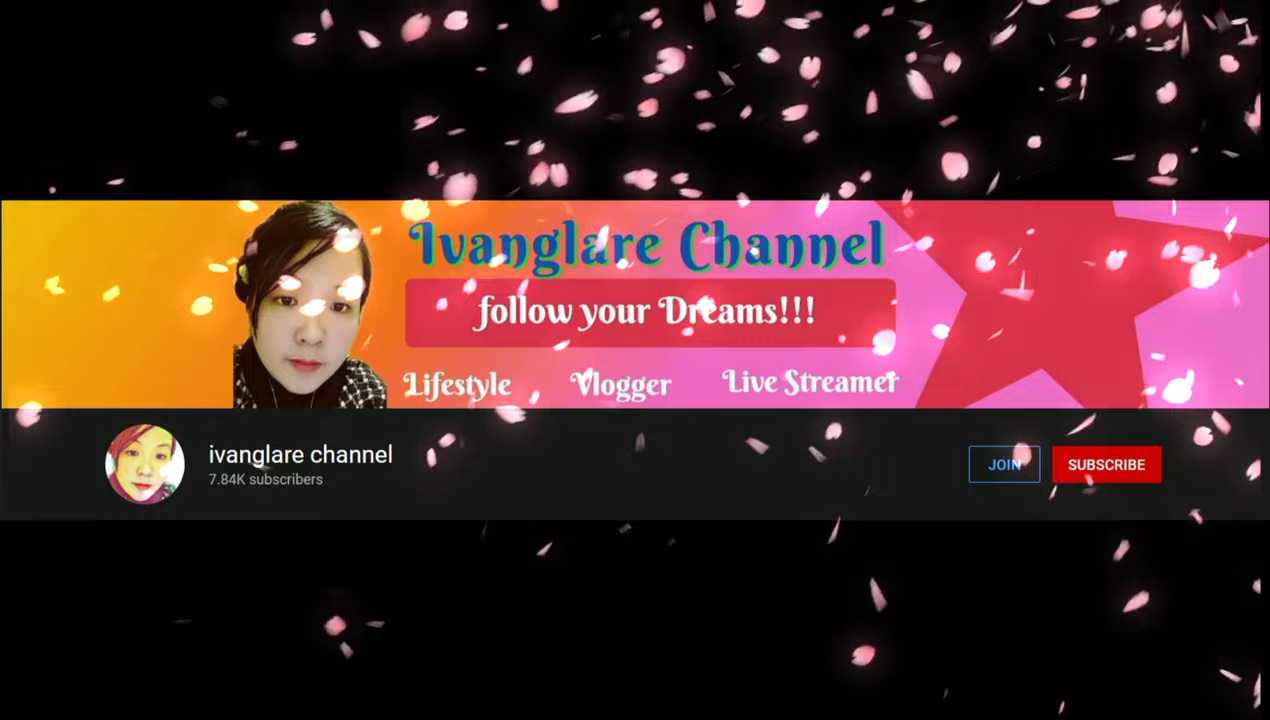 Ivanglare Channel
follow your Dreams!!!
Lifestyle Vlogger Live Streamer
ivanglare channel
7.84K subscribers
JOIN SUBSCRIBE